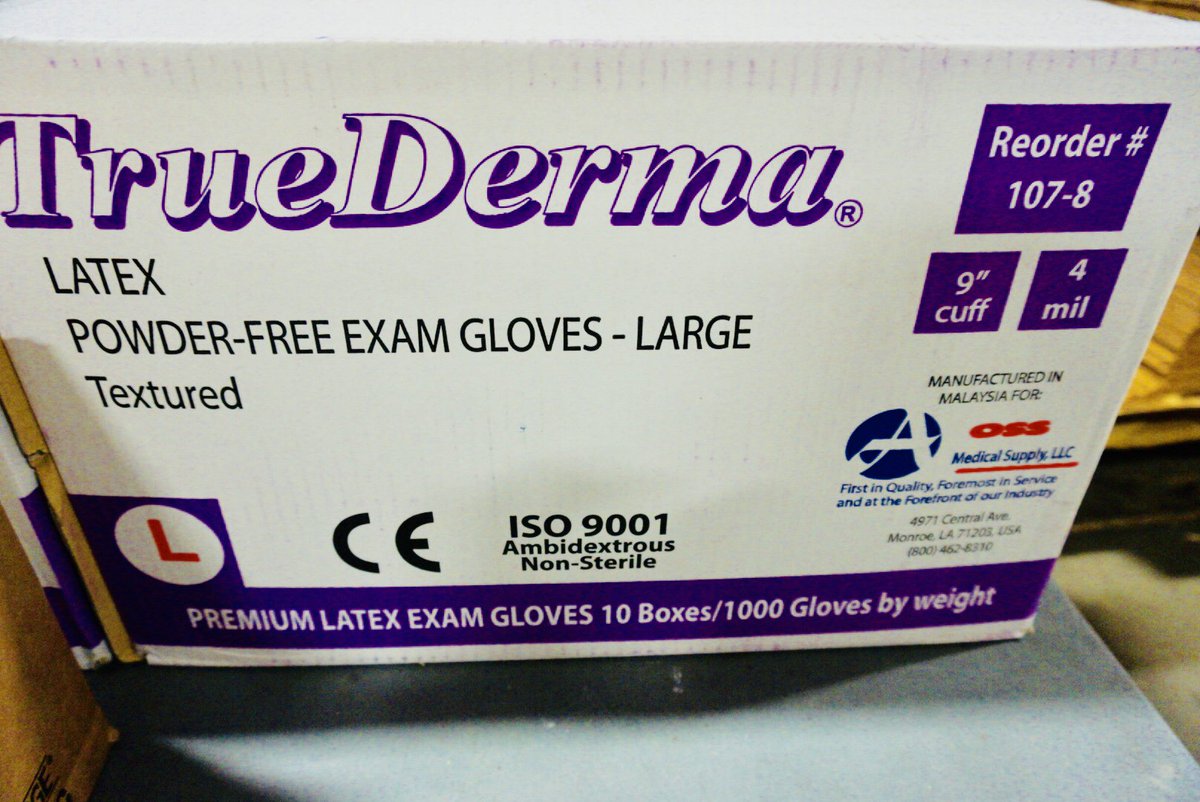 TrueDerma®
LATEX
POWDER-FREE EXAM GLOVES - LARGE
Textured
Reorder #
107-8
9” cuff
4 mil
MANUFACTURED IN
MALAYSIA FOR:
OSS
Medical Supply, LLC
First in Quality, Foremost in Service
and at the Forefront of our Industry
4971 Central Ave.
Monroe, LA 71203, USA
(800) 462-8310
L
CE
ISO 9001
Ambidextrous
Non-Sterile
PREMIUM LATEX EXAM GLOVES 10 Boxes/1000 Gloves by weight